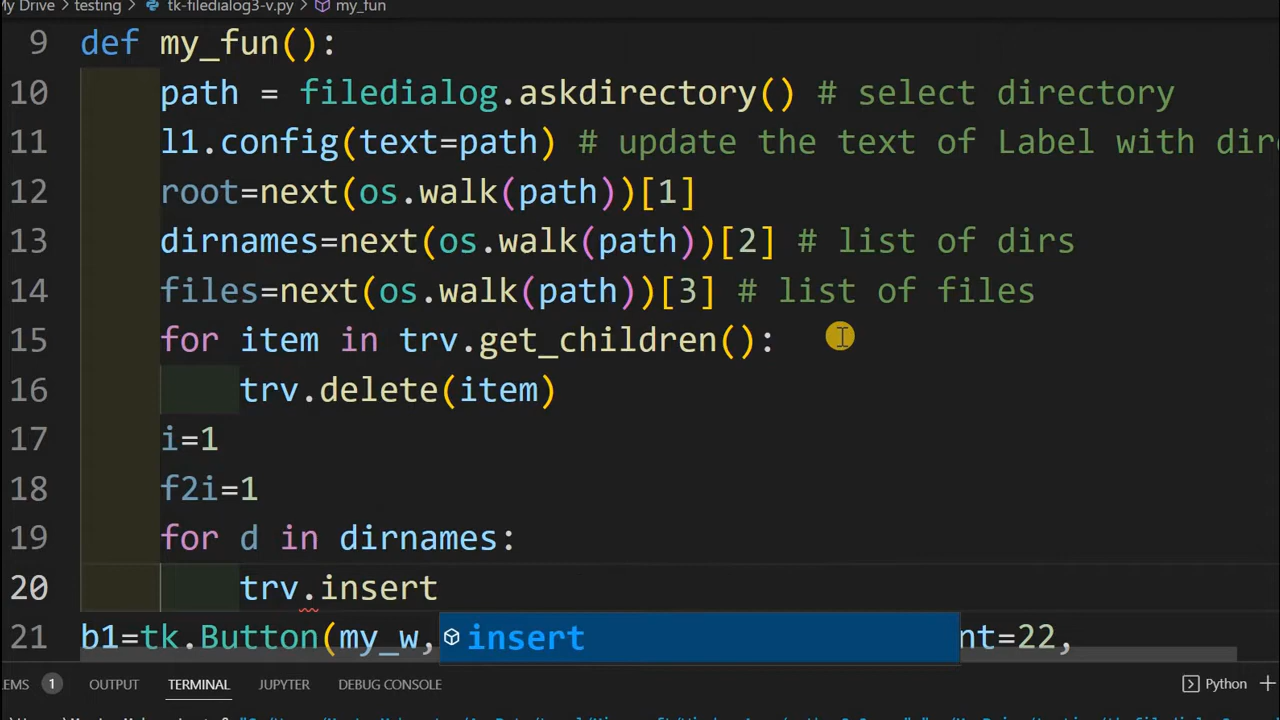 My Drive > testing > tk-filedialog3-v.py > my_fun
9 def my_fun():
10 path = filedialog.askdirectory() # select directory
11 l1.config(text=path) # update the text of Label with dire
12 root=next(os.walk(path))[1]
13 dirnames=next(os.walk(path))[2] # list of dirs
14 files=next(os.walk(path))[3] # list of files
15 for item in trv.get_children():
16 trv.delete(item)
17 i=1
18 f2i=1
19 for d in dirnames:
20 trv.insert
21 b1=tk.Button(my_w, nt=22,
insert
EMS 1 OUTPUT TERMINAL JUPYTER DEBUG CONSOLE Python